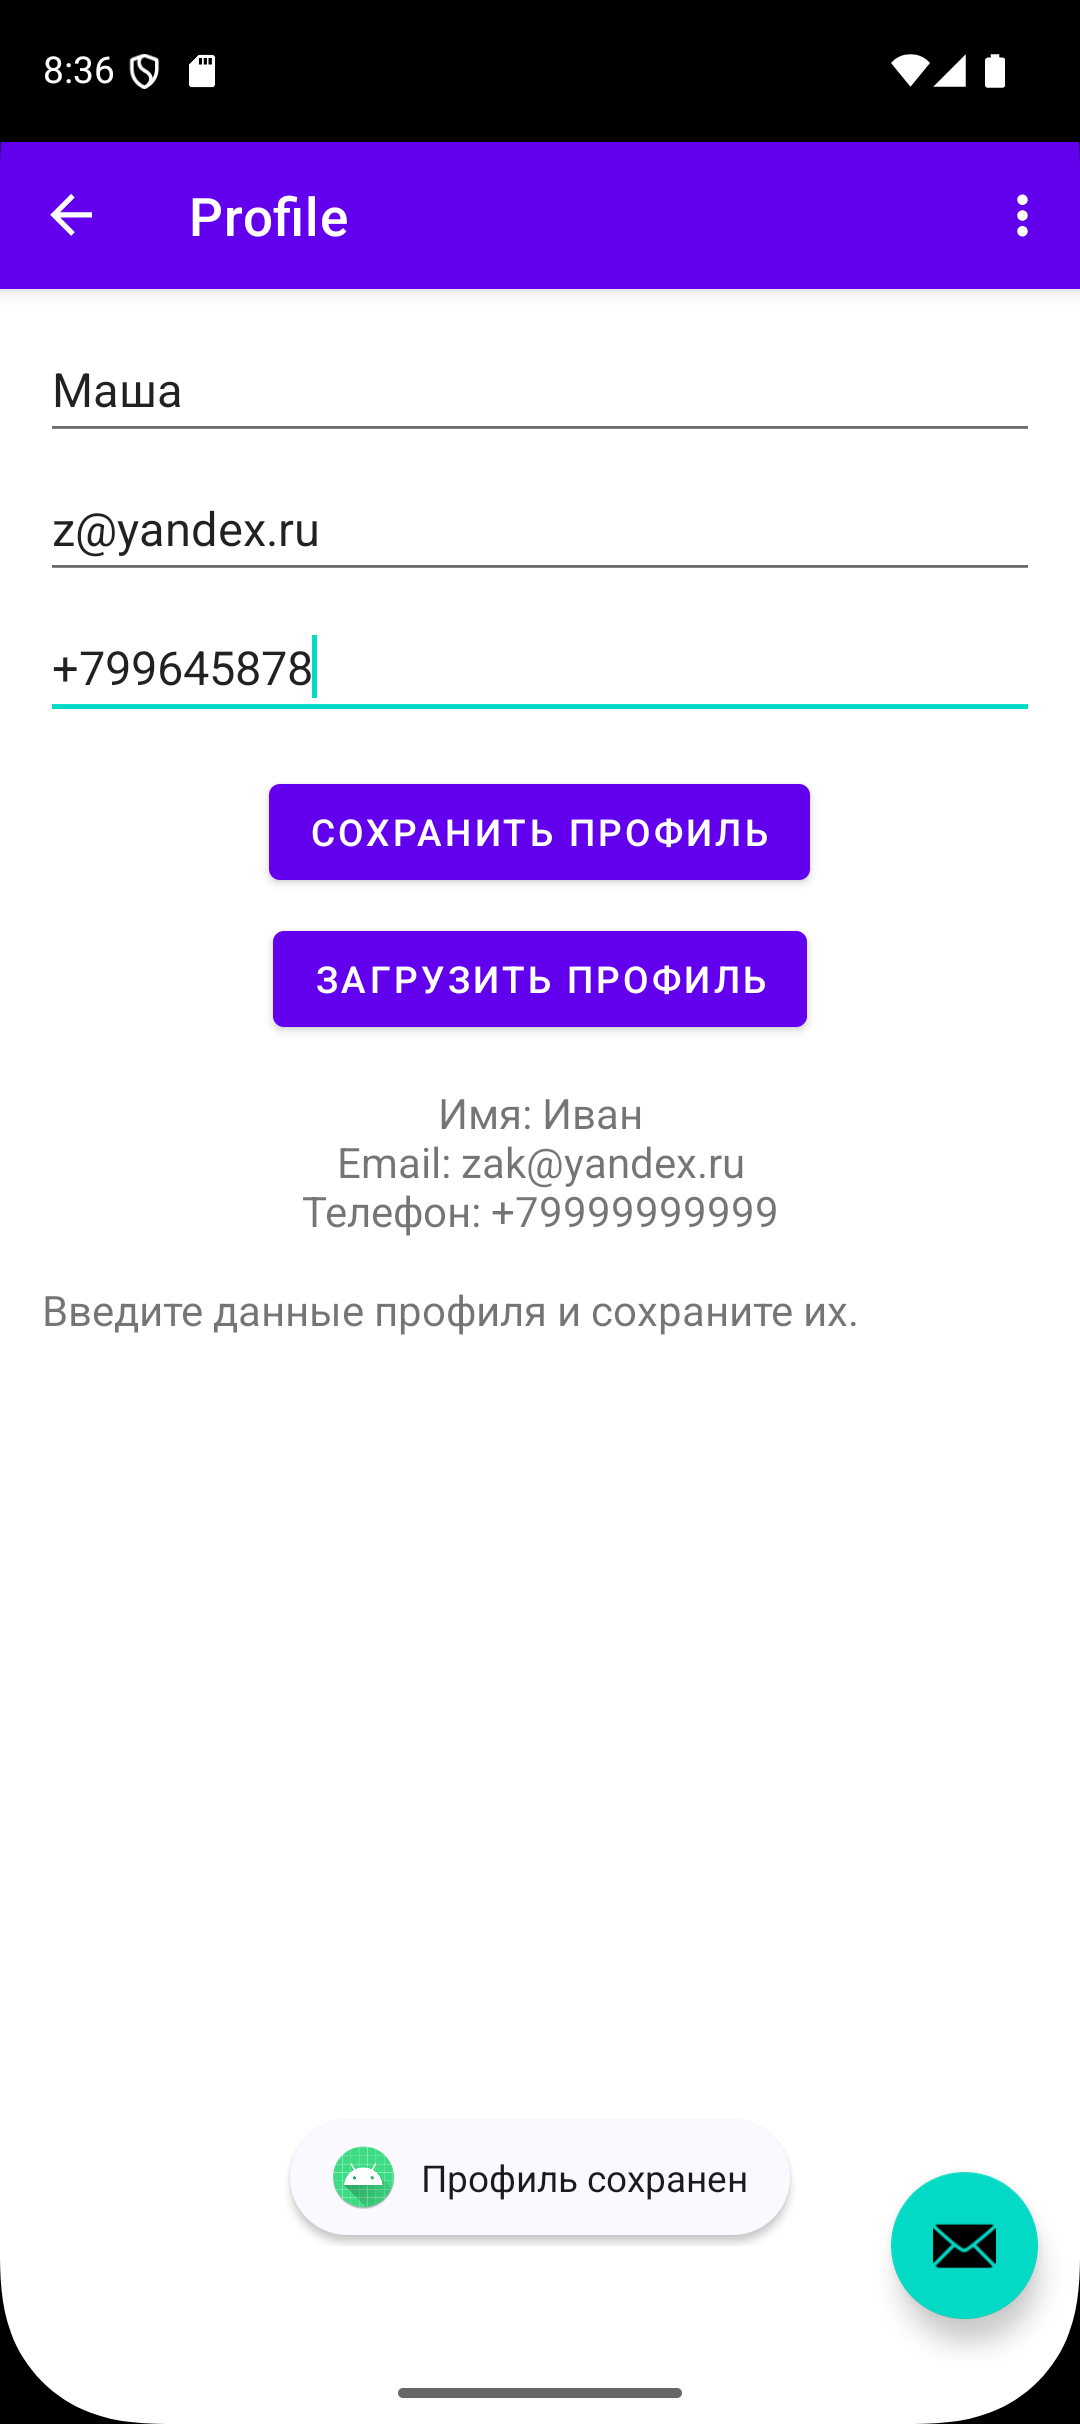 8:36
Profile
Маша
z@yandex.ru
+799645878
СОХРАНИТЬ ПРОФИЛЬ
ЗАГРУЗИТЬ ПРОФИЛЬ
Имя: Иван
Email: zak@yandex.ru
Телефон: +79999999999
Введите данные профиля и сохраните их.
Профиль сохранен